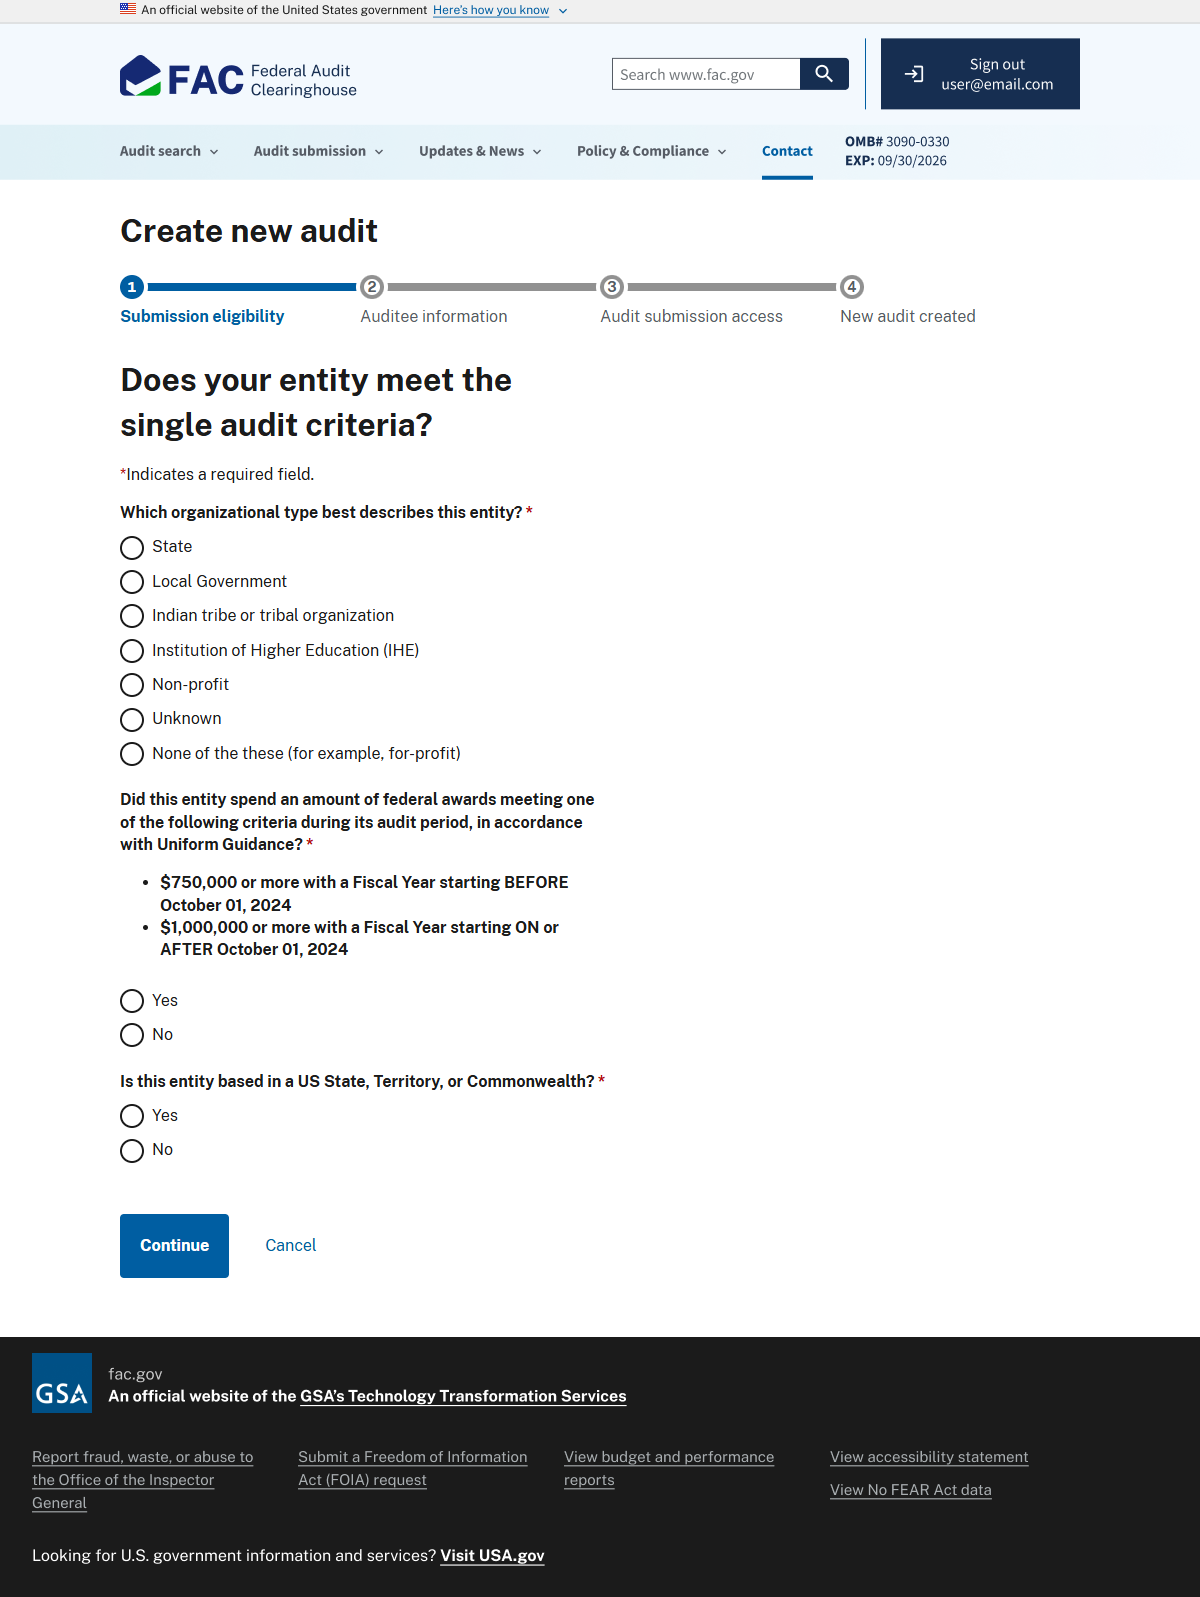 An official website of the United States government Here's how you know
FAC Federal Audit
Clearinghouse
Search www.fac.gov
Sign out
user@email.com
Audit search
Audit submission
Updates & News
Policy & Compliance
Contact
OMB# 3090-0330
EXP: 09/30/2026
Create new audit
1
2
3
4
Submission eligibility
Auditee information
Audit submission access
New audit created
Does your entity meet the
single audit criteria?
*Indicates a required field.
Which organizational type best describes this entity? *
State
Local Government
Indian tribe or tribal organization
Institution of Higher Education (IHE)
Non-profit
Unknown
None of the these (for example, for-profit)
Did this entity spend an amount of federal awards meeting one
of the following criteria during its audit period, in accordance
with Uniform Guidance? *
• $750,000 or more with a Fiscal Year starting BEFORE
October 01, 2024
• $1,000,000 or more with a Fiscal Year starting ON or
AFTER October 01, 2024
Yes
No
Is this entity based in a US State, Territory, or Commonwealth? *
Yes
No
Continue
Cancel
GSA
fac.gov
An official website of the GSA's Technology Transformation Services
Report fraud, waste, or abuse to
the Office of the Inspector
General
Submit a Freedom of Information
Act (FOIA) request
View budget and performance
reports
View accessibility statement
View No FEAR Act data
Looking for U.S. government information and services? Visit USA.gov